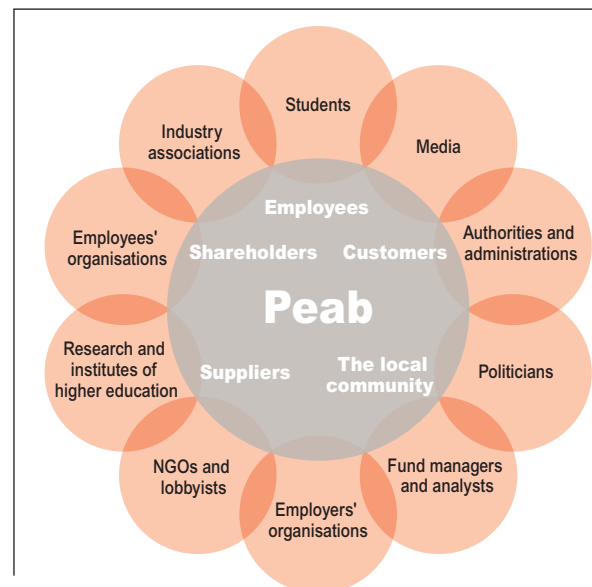 Students
Industry
associations
Media
Employees
Employees'
organisations
Shareholders
Customers
Authorities and
administrations
Peab
Research and
institutes of
higher education
Suppliers
The local
community
Politicians
NGOs and
lobbyists
Fund managers
and analysts
Employers'
organisations